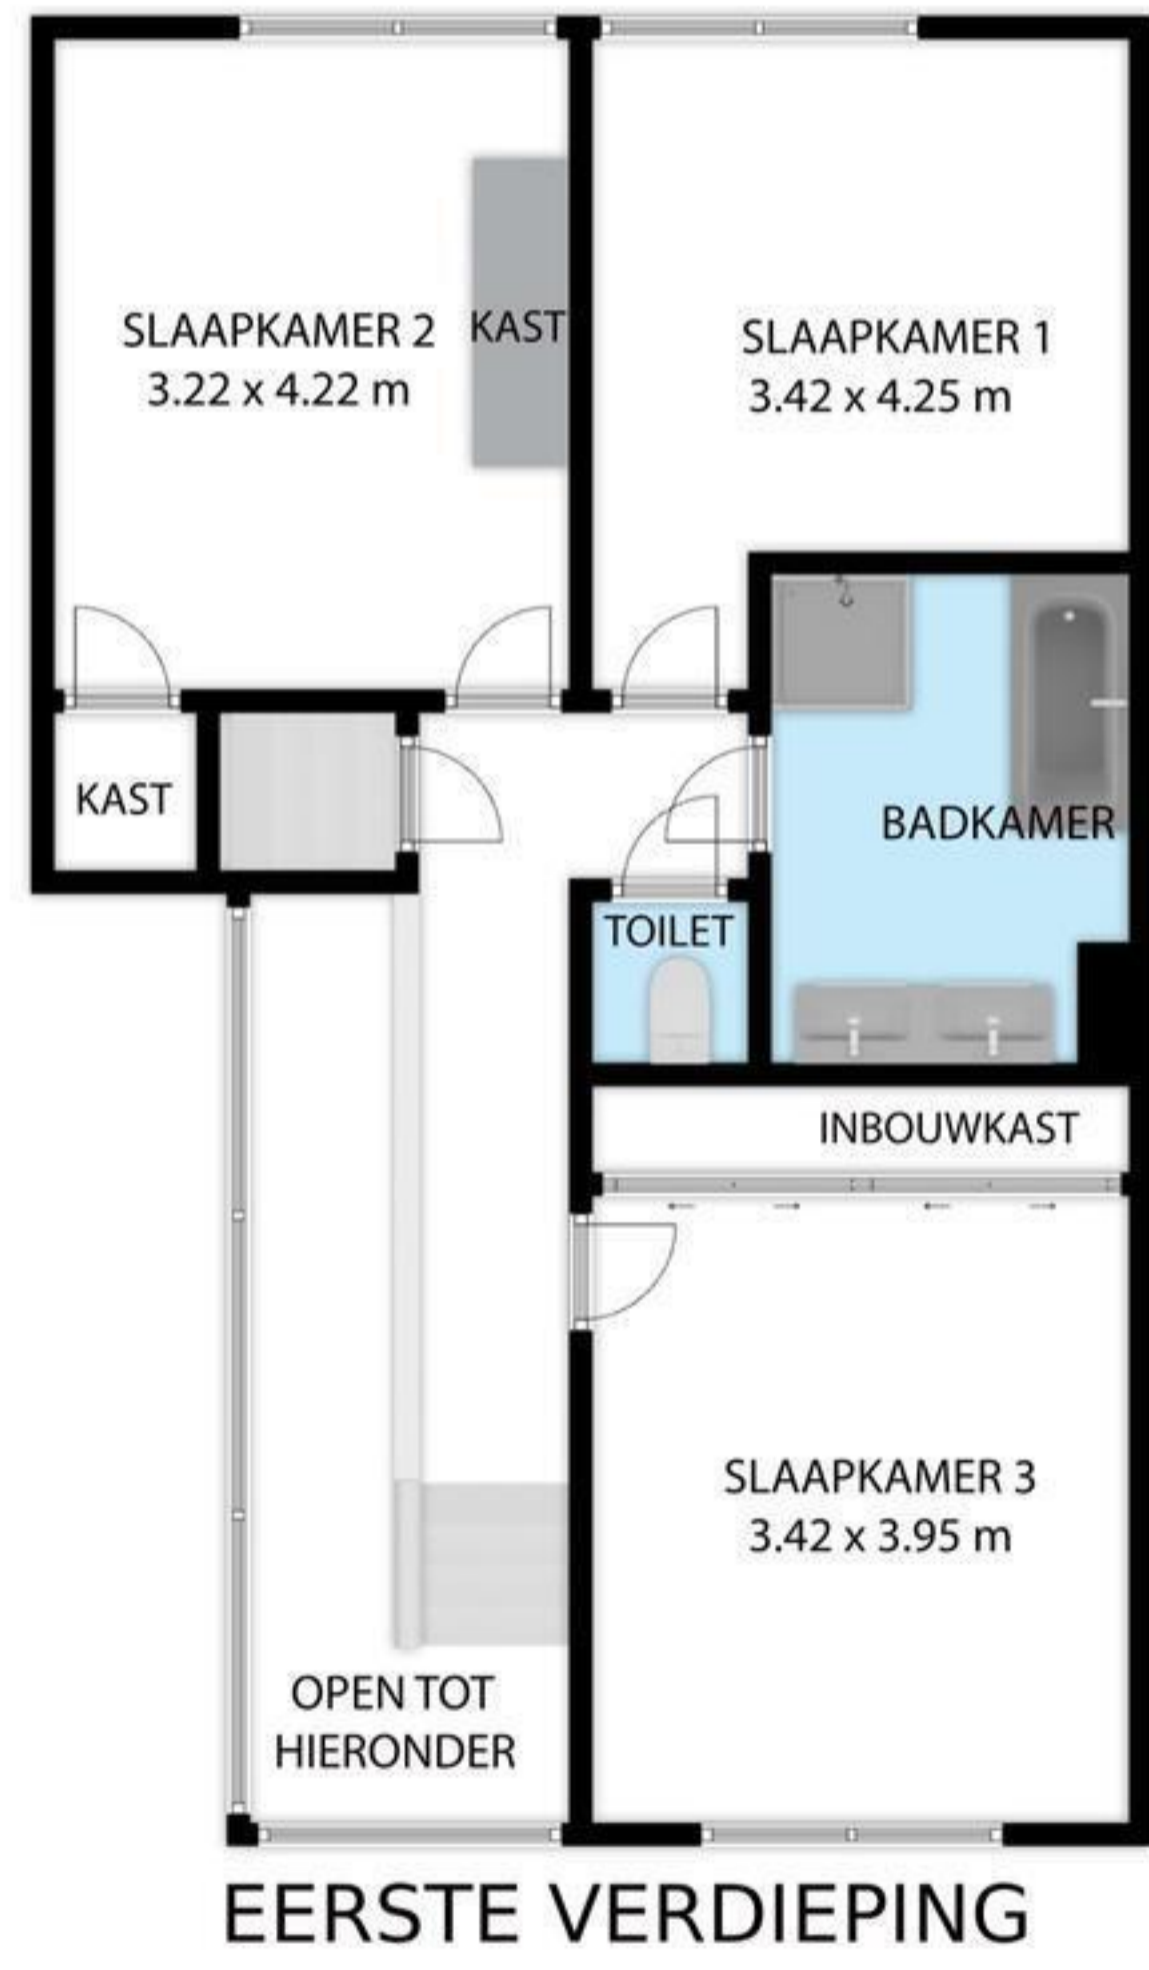 SLAAPKAMER 2
3.22 x 4.22 m
KAST
SLAAPKAMER 1
3.42 x 4.25 m
KAST
BADKAMER
TOILET
INBOUWKAST
SLAAPKAMER 3
3.42 x 3.95 m
OPEN TOT
HIERONDER
EERSTE VERDIEPING